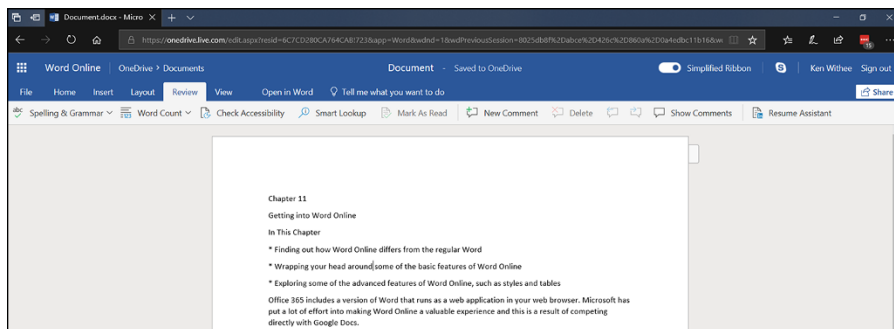 Document.docx - Micro
https://onedrive.live.com/edit.aspx?resid=6C7CD280CA764CAB!723&app=Word&wdnd=1&wdPreviousSession=8025db8f%2Dabce%2D426c%2D860a%2D0a4edbc11b16&we
15
Word Online OneDrive > Documents Document - Saved to OneDrive Simplified Ribbon Ken Withee Sign out
File Home Insert Layout Review View Open in Word Tell me what you want to do Share
abc Spelling & Grammar Word Count Check Accessibility Smart Lookup Mark As Read New Comment Delete Show Comments Resume Assistant
Chapter 11
Getting into Word Online
In This Chapter
* Finding out how Word Online differs from the regular Word
* Wrapping your head around some of the basic features of Word Online
* Exploring some of the advanced features of Word Online, such as styles and tables
Office 365 includes a version of Word that runs as a web application in your web browser. Microsoft has
put a lot of effort into making Word Online a valuable experience and this is a result of competing
directly with Google Docs.